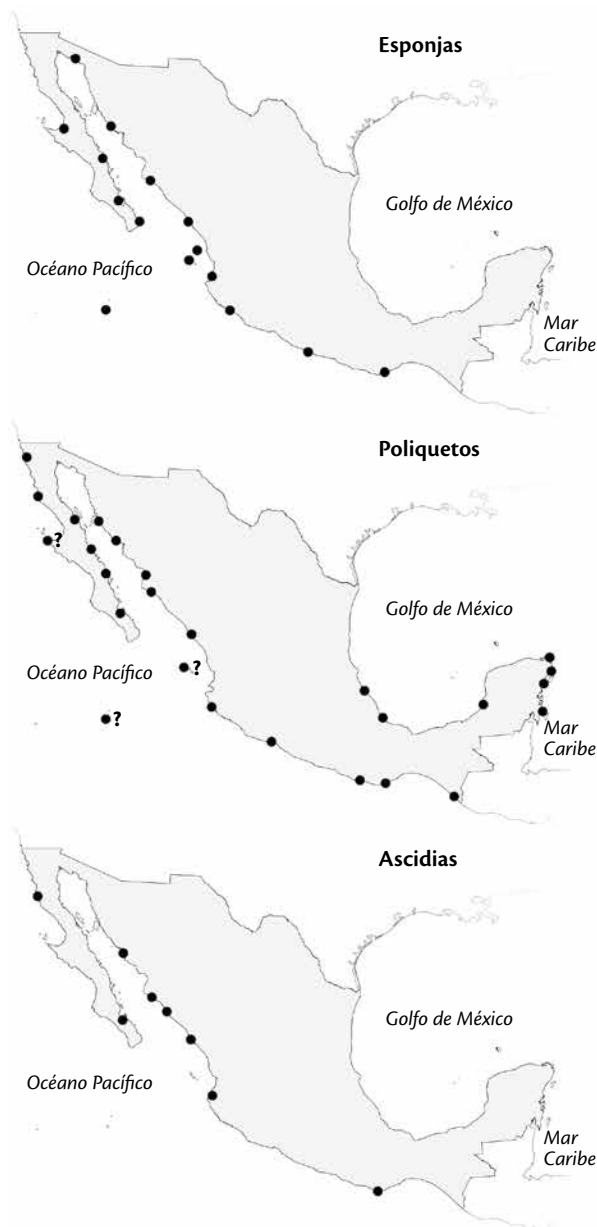 Esponjas
Golfo de México
Océano Pacífico
Mar
Caribe
Poliquetos
?
Golfo de México
Océano Pacífico
?
?
Mar
Caribe
Ascidias
Golfo de México
Océano Pacífico
Mar
Caribe